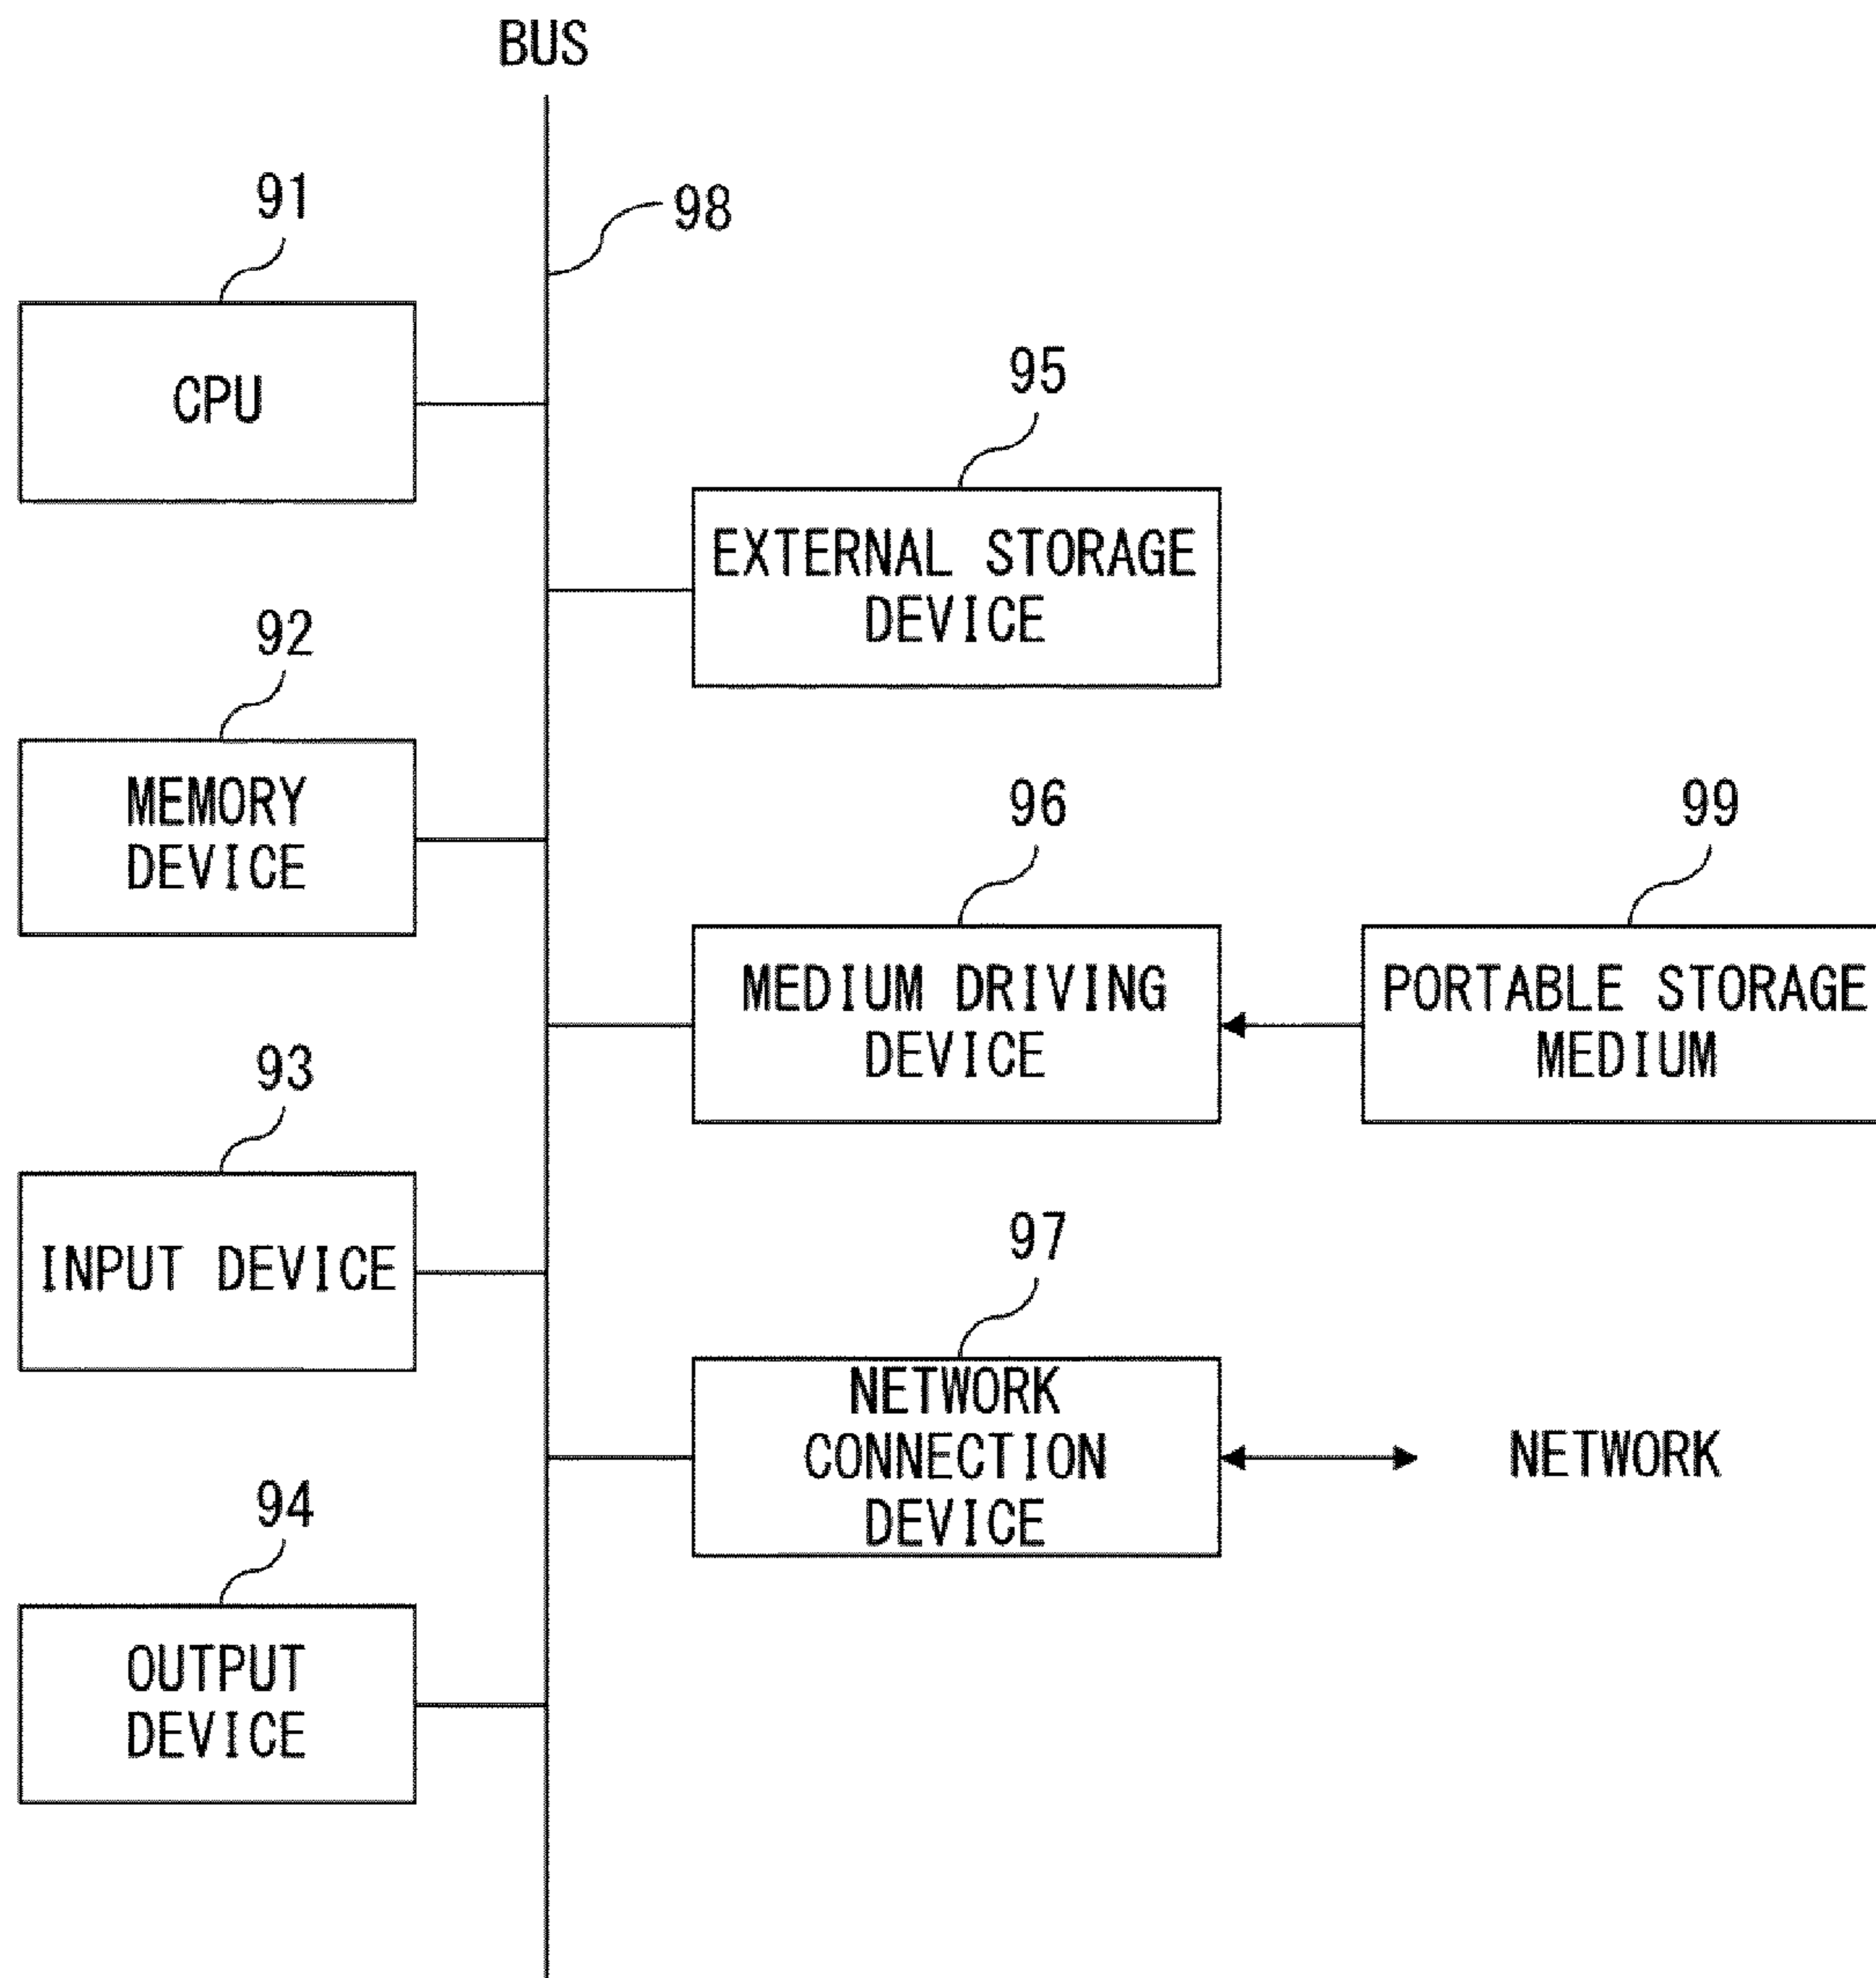 BUS
98
91
CPU
95
EXTERNAL STORAGE
DEVICE
92
MEMORY
DEVICE
96
MEDIUM DRIVING
DEVICE
99
PORTABLE STORAGE
MEDIUM
93
INPUT DEVICE
97
NETWORK
CONNECTION
DEVICE
NETWORK
94
OUTPUT
DEVICE